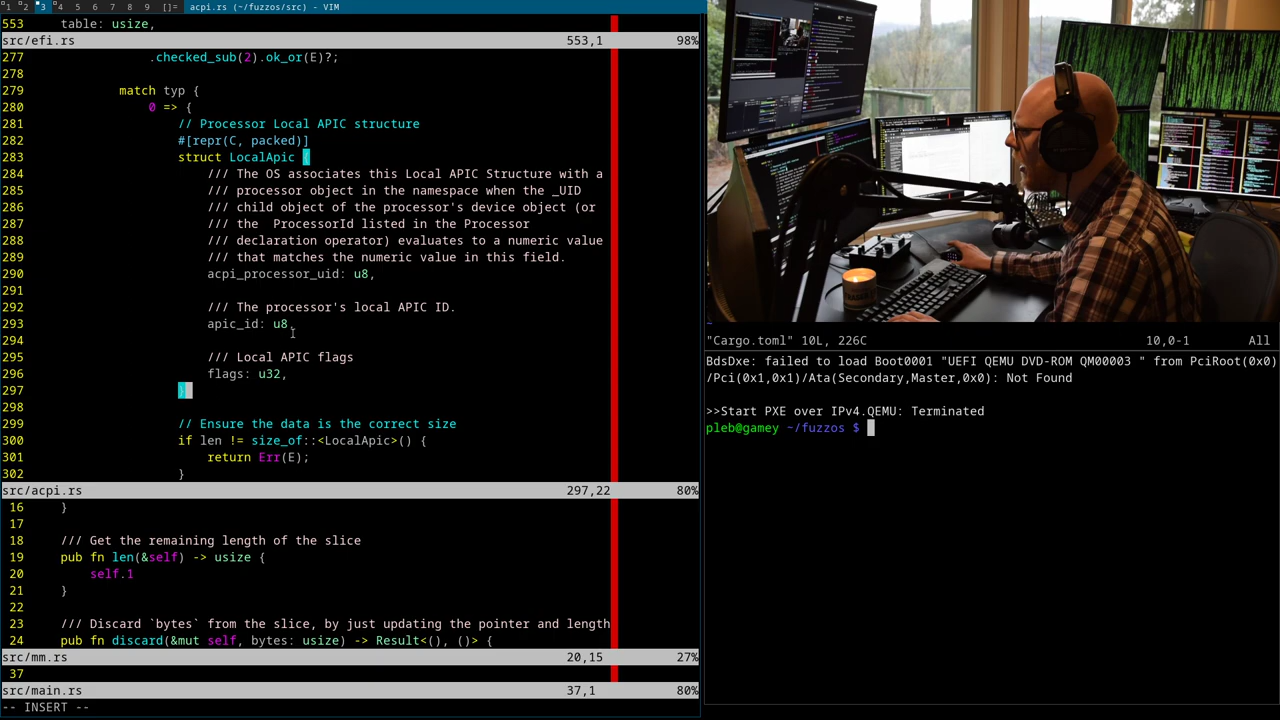 1 2 3 4 5 6 7 8 9 []= acpi.rs (~/fuzzos/src) - VIM
553     table: usize,
src/efi.rs 553,1 98%
277                 .checked_sub(2).ok_or(E)?;
278
279             match typ {
280                 0 => {
281                     // Processor Local APIC structure
282                     #[repr(C, packed)]
283                     struct LocalApic {
284                         /// The OS associates this Local APIC Structure with a
285                         /// processor object in the namespace when the _UID
286                         /// child object of the processor's device object (or
287                         /// the  ProcessorId listed in the Processor
288                         /// declaration operator) evaluates to a numeric value
289                         /// that matches the numeric value in this field.
290                         acpi_processor_uid: u8,
291
292                         /// The processor's local APIC ID.
293                         apic_id: u8,
294
295                         /// Local APIC flags
296                         flags: u32,
297                     }
298
299                     // Ensure the data is the correct size
300                     if len != size_of::<LocalApic>() {
301                         return Err(E);
302                     }
src/acpi.rs 297,22 80%
16     }
17
18     /// Get the remaining length of the slice
19     pub fn len(&self) -> usize {
20         self.1
21     }
22
23     /// Discard `bytes` from the slice, by just updating the pointer and length
24     pub fn discard(&mut self, bytes: usize) -> Result<(), ()> {
src/mm.rs 20,15 27%
37
src/main.rs 37,1 80%
-- INSERT --
~
"Cargo.toml" 10L, 226C 10,0-1 All
BdsDxe: failed to load Boot0001 "UEFI QEMU DVD-ROM QM00003 " from PciRoot(0x0)
/Pci(0x1,0x1)/Ata(Secondary,Master,0x0): Not Found
>>Start PXE over IPv4.QEMU: Terminated
pleb@gamey ~/fuzzos $